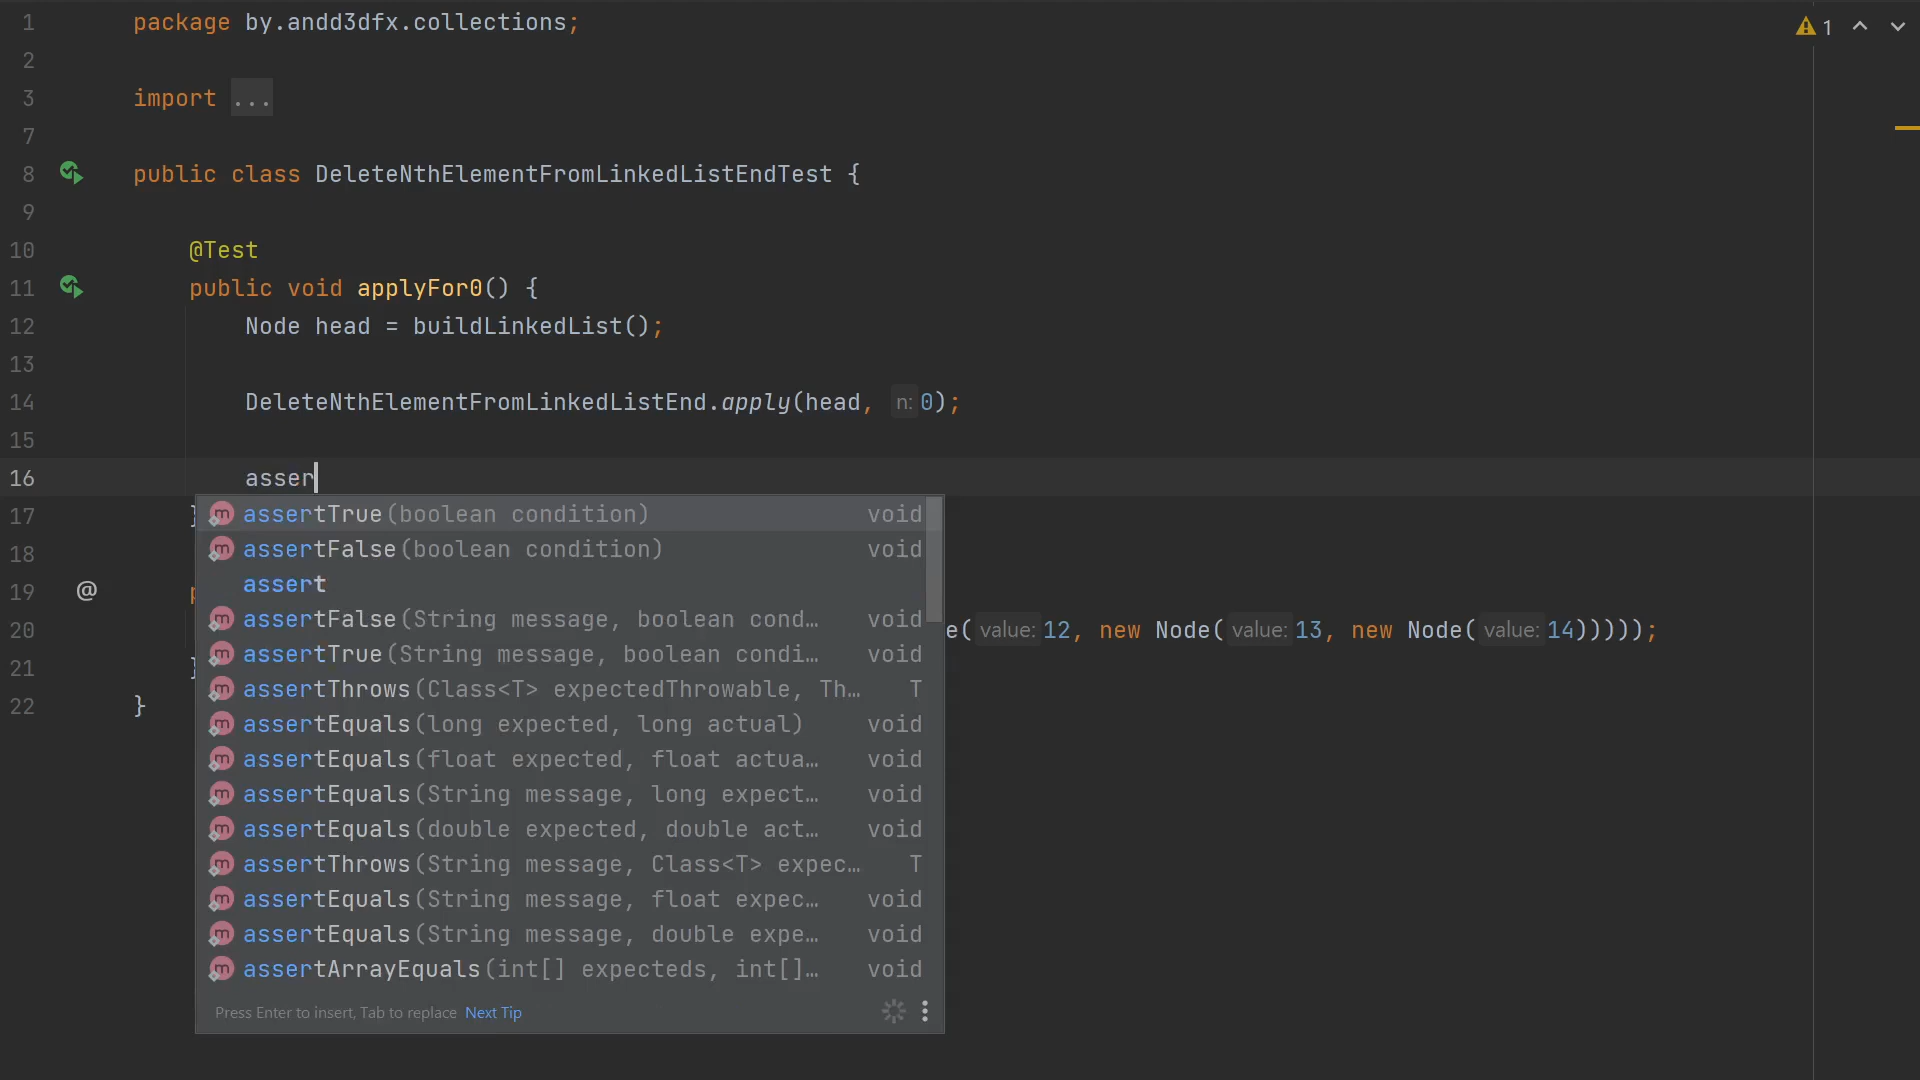 1 package by.andd3dfx.collections; 1
2
3 import ...
7
8 public class DeleteNthElementFromLinkedListEndTest {
9
10 @Test
11 public void applyFor0() {
12 Node head = buildLinkedList();
13
14 DeleteNthElementFromLinkedListEnd.apply(head, n: 0);
15
16 asser
assertTrue(boolean condition) void
17 }
assertFalse(boolean condition) void
18
assert
19 @ p
assertFalse(String message, boolean cond… void
20 e( value: 12, new Node( value: 13, new Node( value: 14)))));
assertTrue(String message, boolean condi… void
21 }
assertThrows(Class<T> expectedThrowable, Th… T
22 }
assertEquals(long expected, long actual) void
assertEquals(float expected, float actua… void
assertEquals(String message, long expect… void
assertEquals(double expected, double act… void
assertThrows(String message, Class<T> expec… T
assertEquals(String message, float expec… void
assertEquals(String message, double expe… void
assertArrayEquals(int[] expecteds, int[]… void
Press Enter to insert, Tab to replace Next Tip